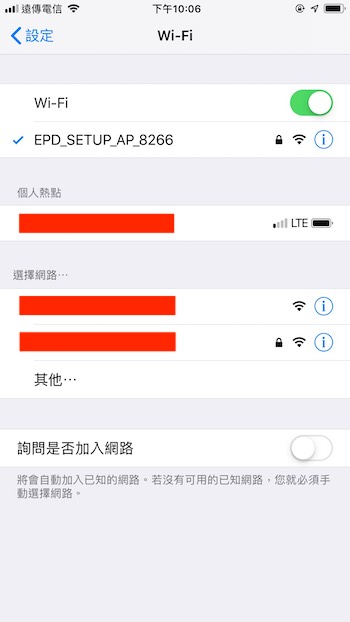 遠傳電信 下午10:06
設定 Wi-Fi
Wi-Fi
EPD_SETUP_AP_8266
個人熱點
LTE
選擇網路⋯
其他⋯
詢問是否加入網路
將會自動加入已知的網路。若沒有可用的已知網路，您就必須手
動選擇網路。